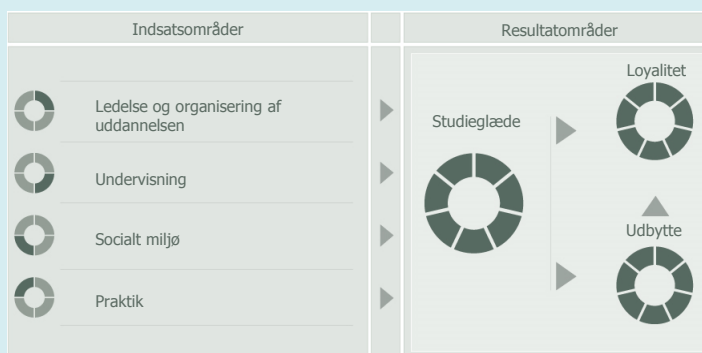 Indsatsområder
Resultatområder
Ledelse og organisering af
uddannelsen
Undervisning
Socialt miljø
Praktik
Studieglæde
Loyalitet
Udbytte